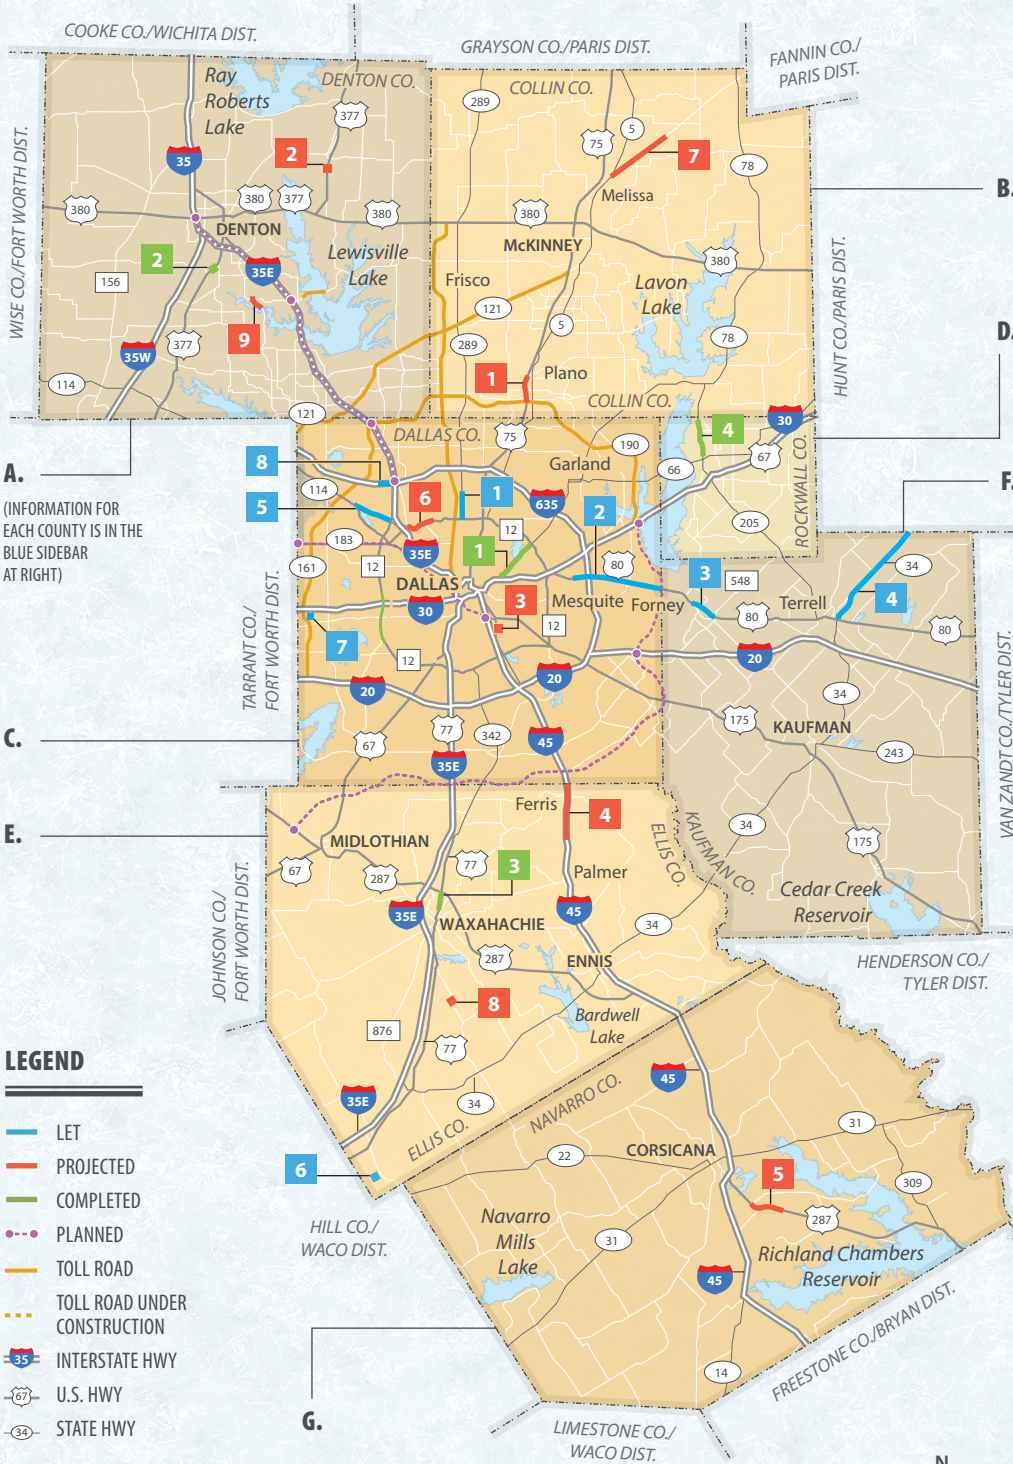 COOKE CO./WICHITA DIST.
GRAYSON CO./PARIS DIST.
FANNIN CO./
PARIS DIST.
Ray
Roberts
Lake
DENTON CO.
COLLIN CO.
289
377
75
5
7
78
35
2
WISE CO./FORT WORTH DIST.
Melissa
B.
380
380
377
380
380
DENTON
McKINNEY
Lewisville
Lake
2
35E
Frisco
380
Lavon
Lake
156
121
HUNT CO./PARIS DIST.
5
D.
9
78
377
289
35W
1
Plano
114
COLLIN CO.
121
30
DALLAS CO.
75
4
190
67
A.
8
Garland
66
ROCKWALL CO.
F.
(INFORMATION FOR
EACH COUNTY IS IN THE
BLUE SIDEBAR
AT RIGHT)
114
5
6
1
635
2
205
12
183
35E
1
34
161
12
80
3
548
DALLAS
Mesquite
Forney
Terrell
4
30
3
12
80
80
7
TARRANT CO./
FORT WORTH DIST.
12
20
20
20
34
VAN ZANDT CO./TYLER DIST.
77
342
175
KAUFMAN
C.
67
45
243
35E
Ferris
4
E.
MIDLOTHIAN
ELLIS CO.
KAUFMAN CO.
34
175
67
287
77
3
Palmer
Cedar Creek
Reservoir
JOHNSON CO./
FORT WORTH DIST.
35E
45
WAXAHACHIE
34
287
ENNIS
HENDERSON CO./
TYLER DIST.
8
Bardwell
Lake
876
77
LEGEND
45
35E
34
NAVARRO CO.
ELLIS CO.
31
LET
PROJECTED
COMPLETED
PLANNED
TOLL ROAD
TOLL ROAD UNDER
CONSTRUCTION
35 INTERSTATE HWY
67 U.S. HWY
34 STATE HWY
22
CORSICANA
6
5
309
HILL CO./
WACO DIST.
Navarro
Mills
Lake
287
31
Richland Chambers
Reservoir
45
FREESTONE CO./BRYAN DIST.
14
G.
LIMESTONE CO./
WACO DIST.
N